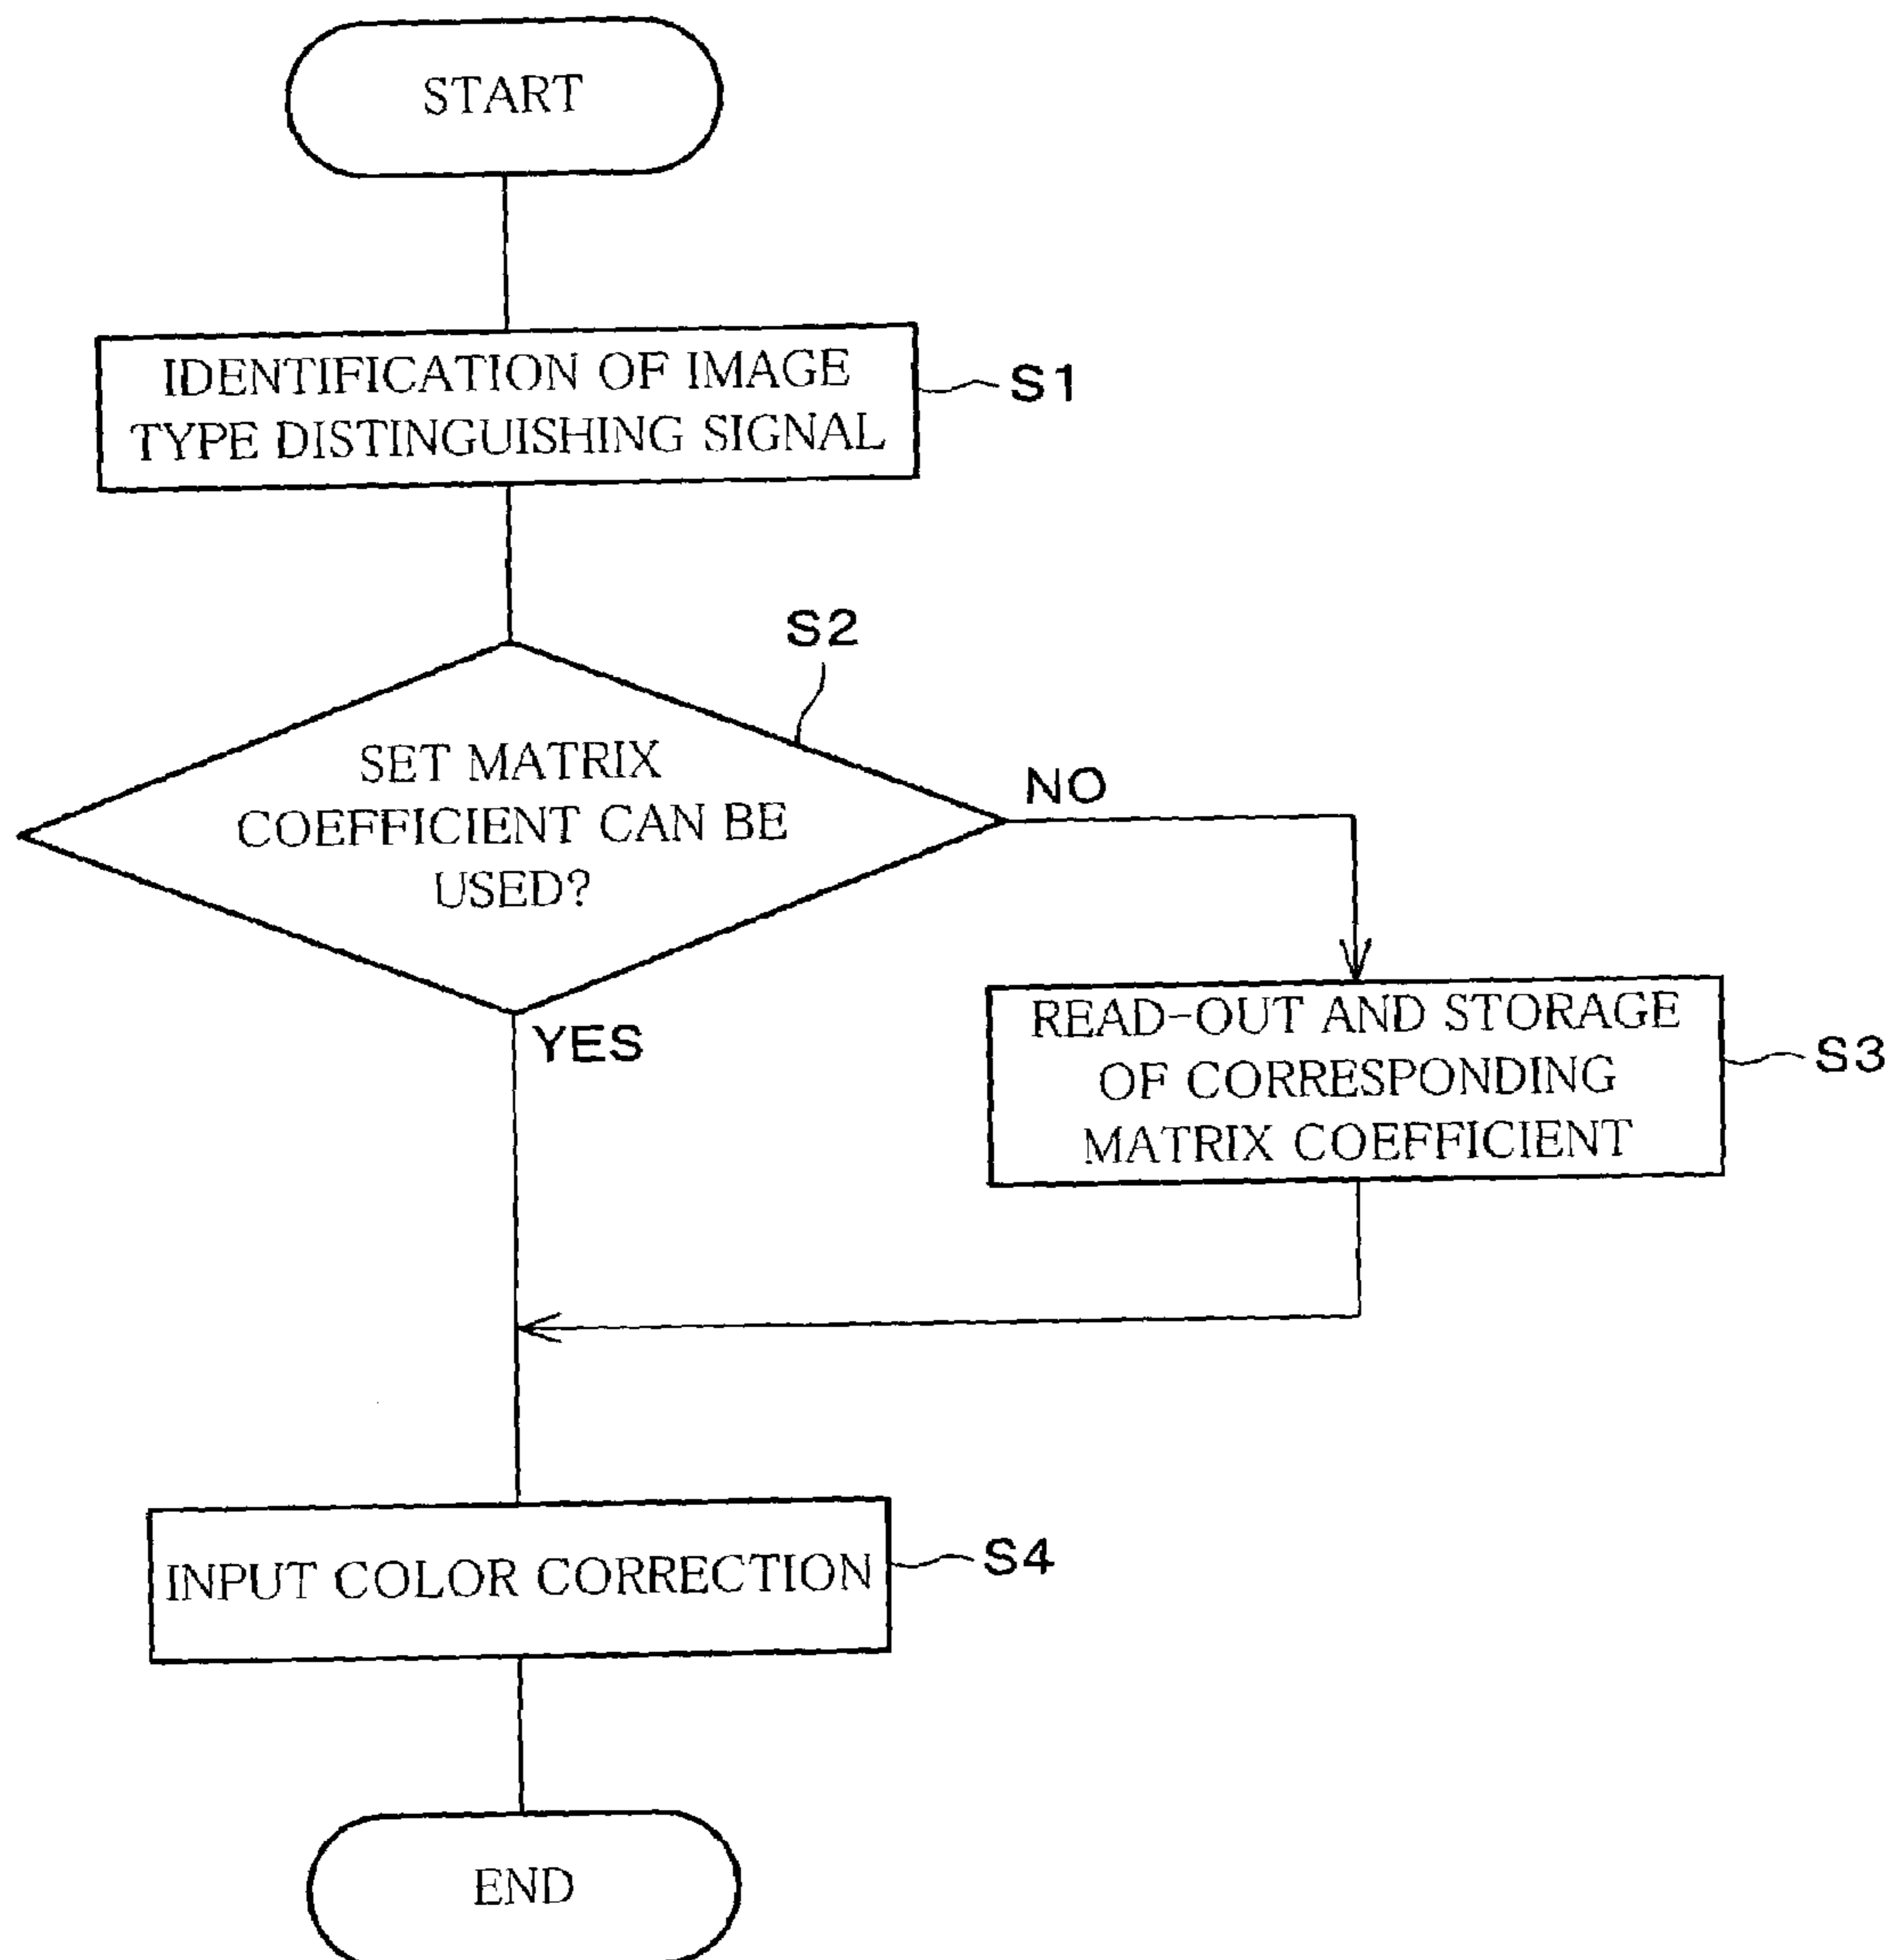 START
IDENTIFICATION OF IMAGE
TYPE DISTINGUISHING SIGNAL
S1
S2
SET MATRIX
COEFFICIENT CAN BE
USED?
NO
YES
READ-OUT AND STORAGE
OF CORRESPONDING
MATRIX COEFFICIENT
S3
INPUT COLOR CORRECTION
S4
END